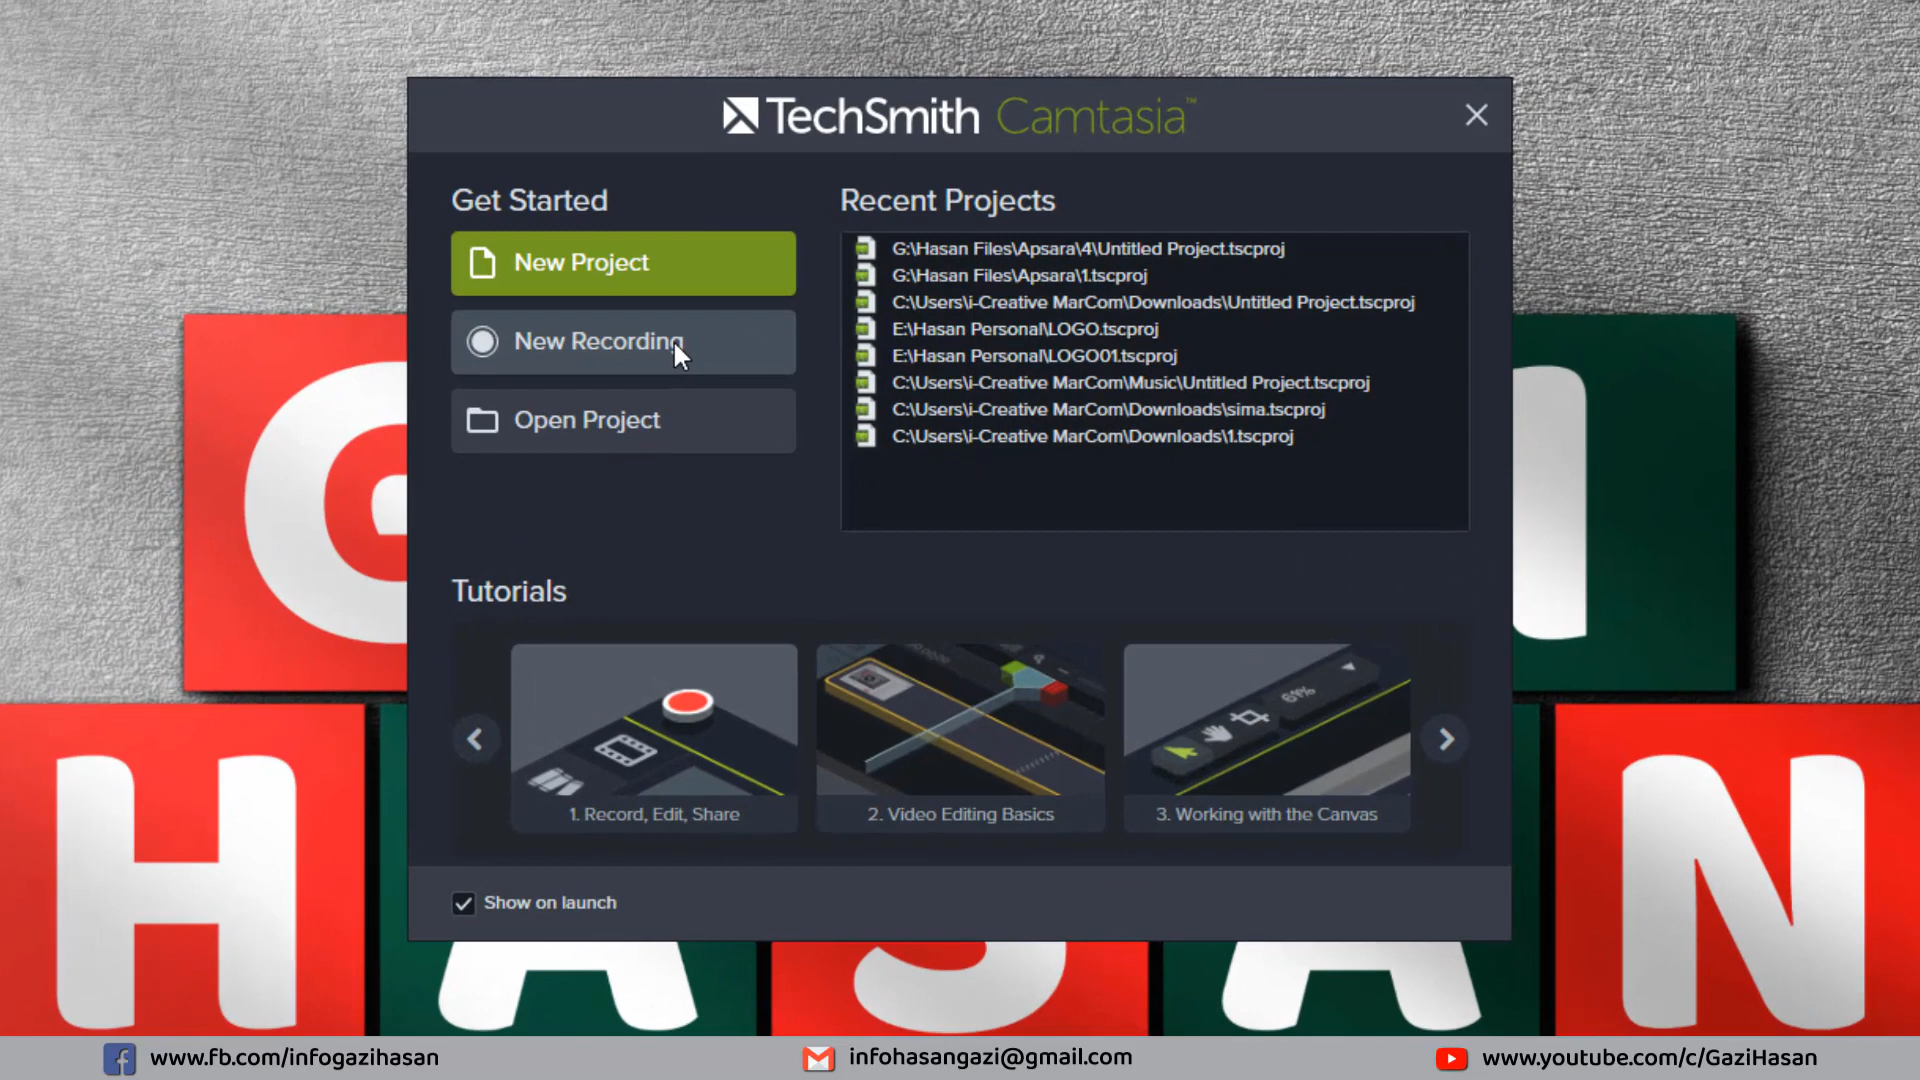 TechSmith Camtasia™
Get Started
New Project
New Recording
Open Project
Recent Projects
G:\Hasan Files\Apsara\4\Untitled Project.tscproj
G:\Hasan Files\Apsara\1.tscproj
C:\Users\i-Creative MarCom\Downloads\Untitled Project.tscproj
E:\Hasan Personal\LOGO.tscproj
E:\Hasan Personal\LOGO01.tscproj
C:\Users\i-Creative MarCom\Music\Untitled Project.tscproj
C:\Users\i-Creative MarCom\Downloads\sima.tscproj
C:\Users\i-Creative MarCom\Downloads\1.tscproj
Tutorials
61%
1. Record, Edit, Share
2. Video Editing Basics
3. Working with the Canvas
Show on launch
G I
HASAN
www.fb.com/infogazihasan
infohasangazi@gmail.com
www.youtube.com/c/GaziHasan